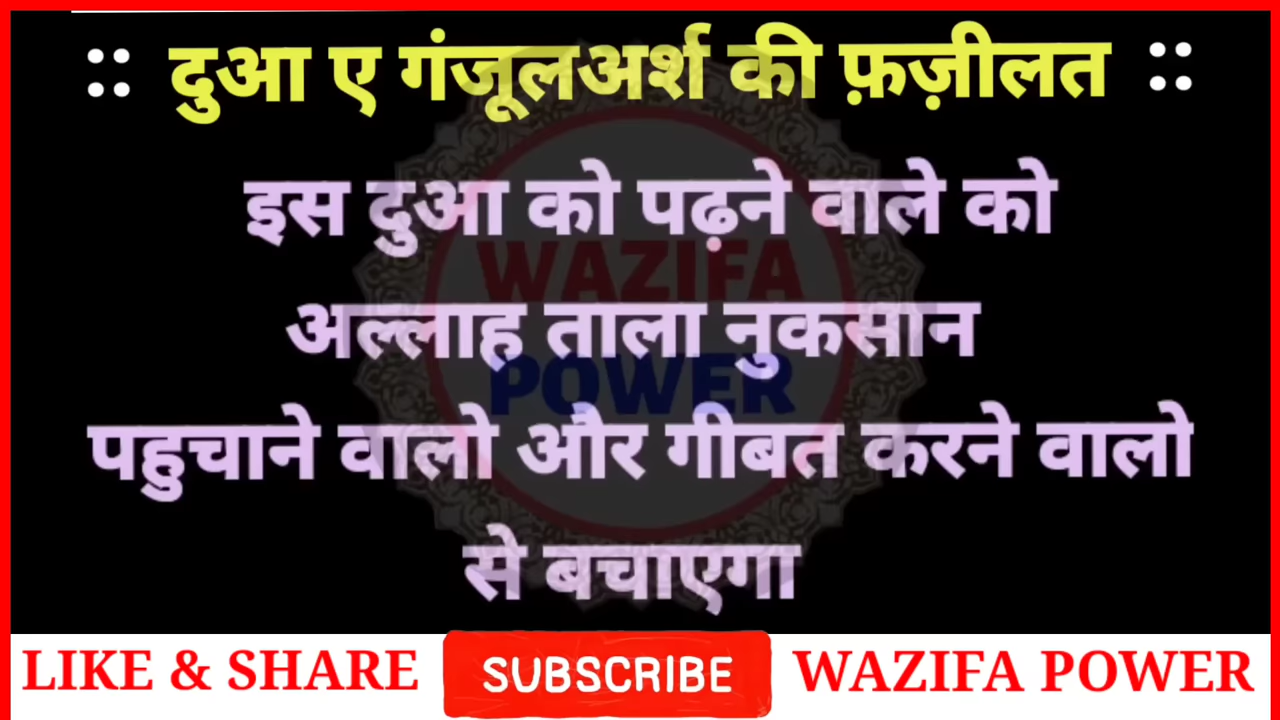 :: दुआ ए गंजूलअर्श की फ़ज़ीलत ::
इस दुआ को पढ़ने वाले को
अल्लाह ताला नुकसान
पहुचाने वालो और गीबत करने वालो
से बचाएगा
WAZIFA
POWER
LIKE & SHARE SUBSCRIBE WAZIFA POWER